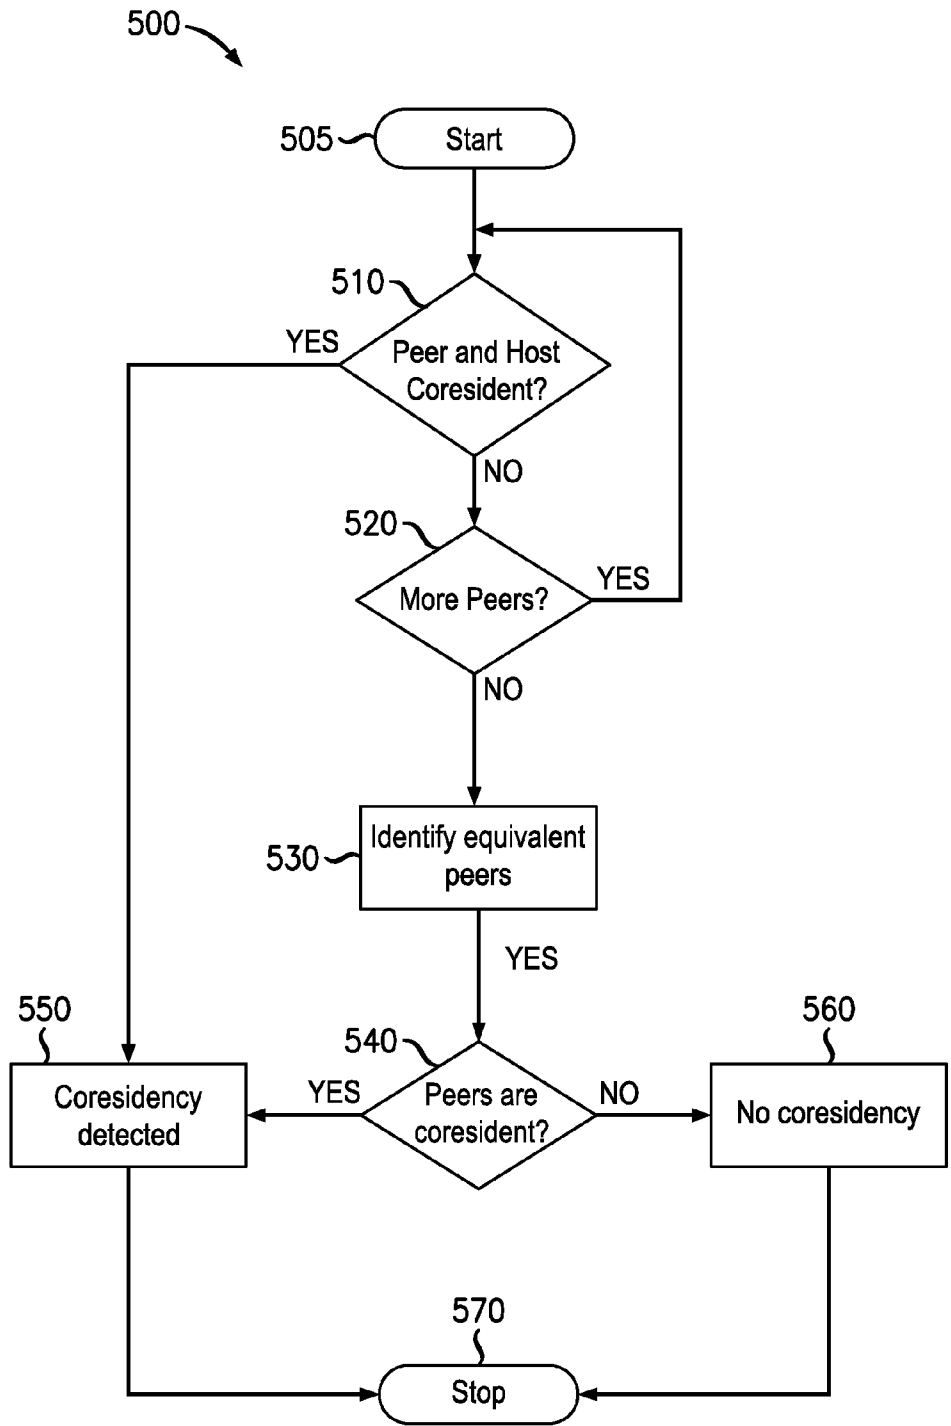 500
505
Start
510
YES
Peer and Host
Coresident?
NO
520
More Peers?
YES
NO
530
Identify equivalent
peers
YES
550
540
560
Coresidency
detected
YES
Peers are
coresident?
NO
No coresidency
570
Stop